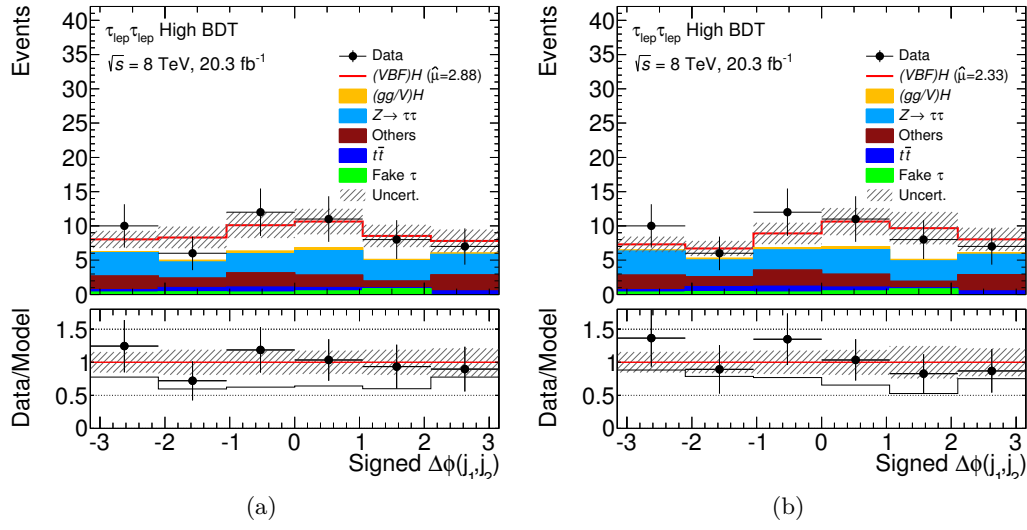 Events
40
35
30
25
20
15
10
5
0
τlepτlep High BDT
√s = 8 TeV, 20.3 fb-1
Data
(VBF)H (μ̂=2.88)
(gg/V)H
Z→ ττ
Others
tt̄
Fake τ
Uncert.
Data/Model
1.5
1
0.5
0
-3 -2 -1 0 1 2 3
Signed Δϕ(j1,j2)
(a)
Events
40
35
30
25
20
15
10
5
0
τlepτlep High BDT
√s = 8 TeV, 20.3 fb-1
Data
(VBF)H (μ̂=2.33)
(gg/V)H
Z→ ττ
Others
tt̄
Fake τ
Uncert.
Data/Model
1.5
1
0.5
0
-3 -2 -1 0 1 2 3
Signed Δϕ(j1,j2)
(b)